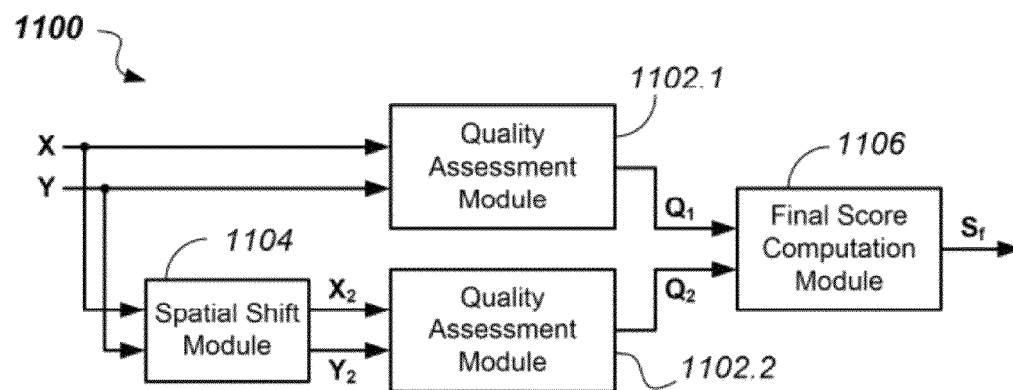 1100
1102.1
X
Y
Quality
Assessment
Module
1106
Q1
Final Score
Computation
Module
Sf
1104
Spatial Shift
Module
X2
Y2
Quality
Assessment
Module
Q2
1102.2